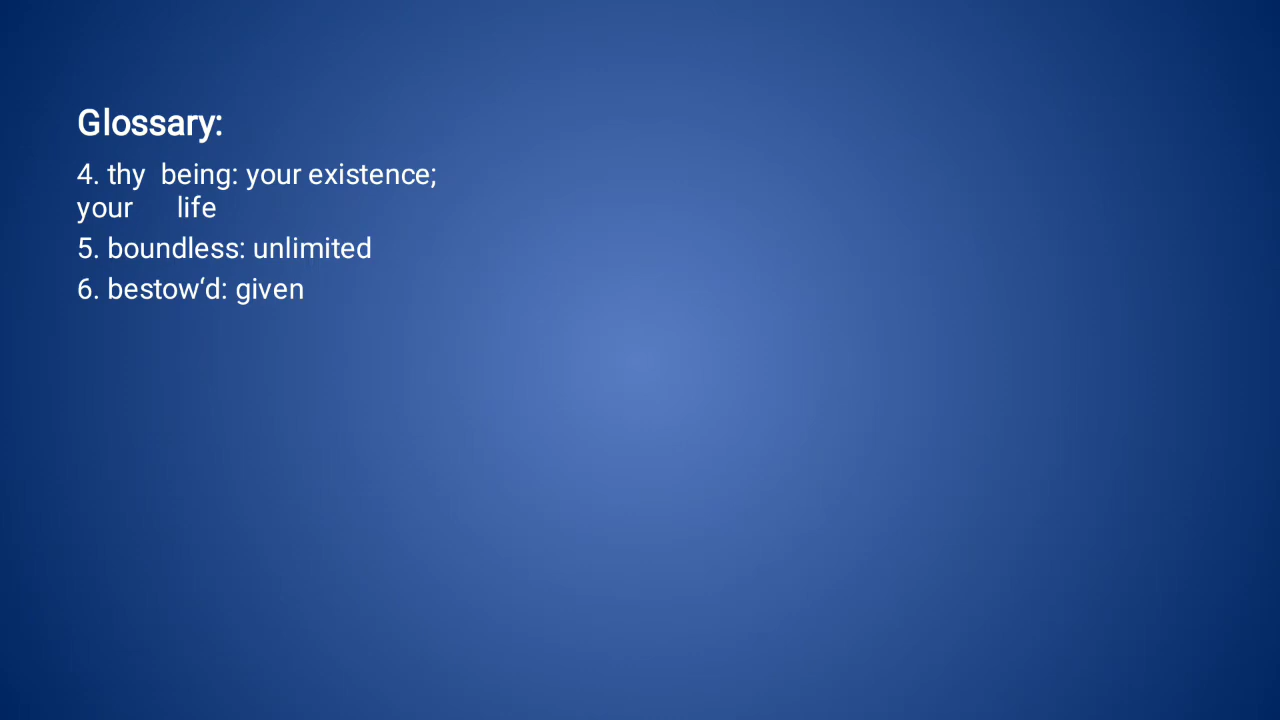 Glossary:
4. thy being: your existence;
your life
5. boundless: unlimited
6. bestow‘d: given